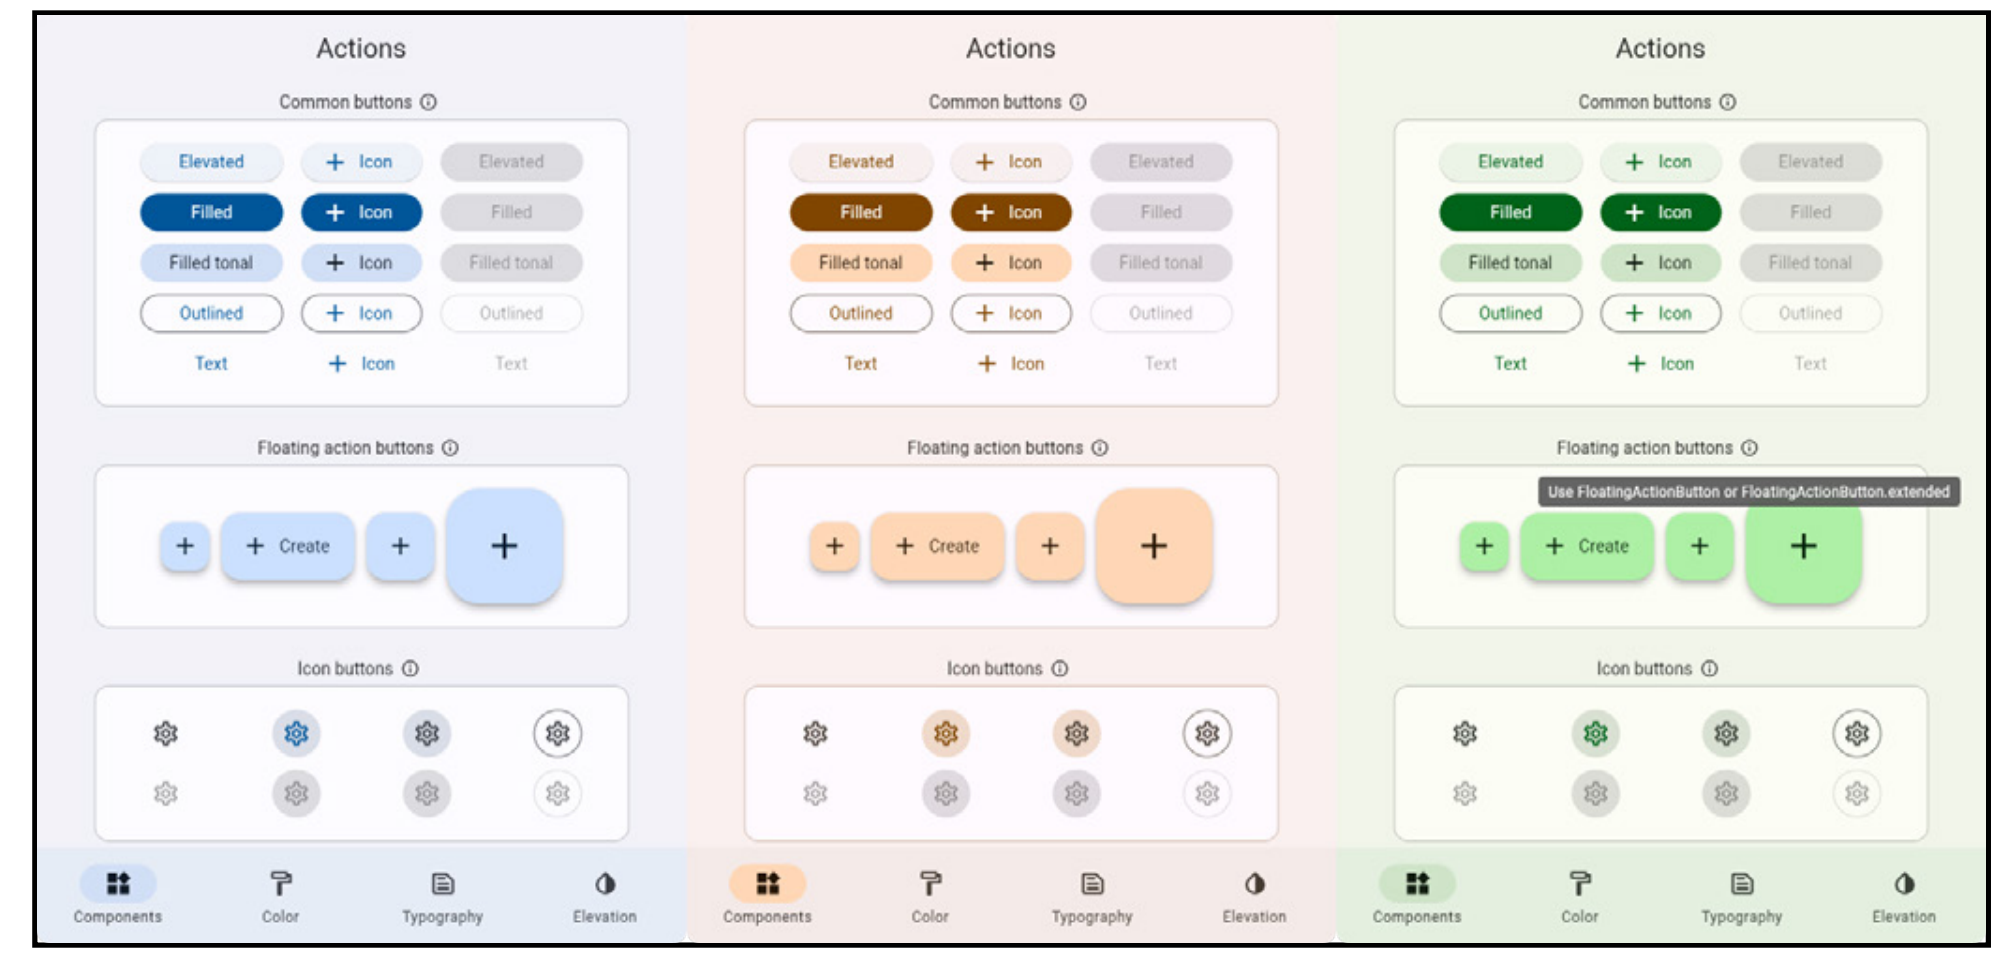 Actions
Common buttons
Elevated + Icon Elevated
Filled + Icon Filled
Filled tonal + Icon Filled tonal
Outlined + Icon Outlined
Text + Icon Text
Floating action buttons
+ + Create + +
Icon buttons
Components Color Typography Elevation
Actions
Common buttons
Elevated + Icon Elevated
Filled + Icon Filled
Filled tonal + Icon Filled tonal
Outlined + Icon Outlined
Text + Icon Text
Floating action buttons
+ + Create + +
Icon buttons
Components Color Typography Elevation
Actions
Common buttons
Elevated + Icon Elevated
Filled + Icon Filled
Filled tonal + Icon Filled tonal
Outlined + Icon Outlined
Text + Icon Text
Floating action buttons
Use FloatingActionButton or FloatingActionButton.extended
+ + Create + +
Icon buttons
Components Color Typography Elevation